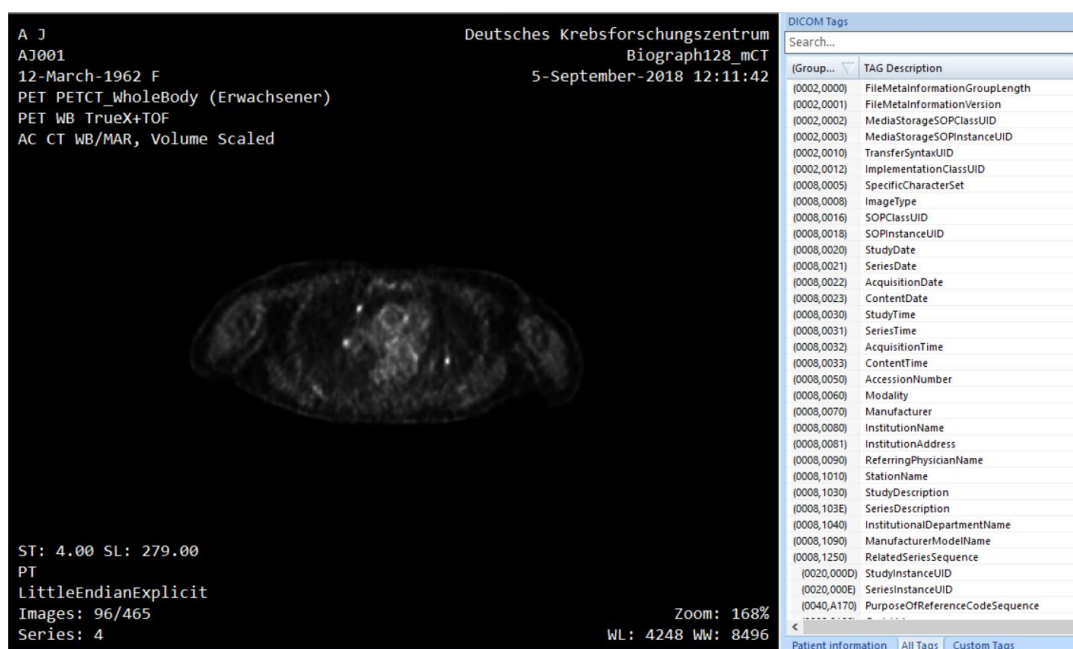 A J
AJ001
12-March-1962 F
PET PETCT_WholeBody (Erwachsener)
PET WB TrueX+TOF
AC CT WB/MAR, Volume Scaled
Deutsches Krebsforschungszentrum
Biograph128_mCT
5-September-2018 12:11:42
ST: 4.00 SL: 279.00
PT
LittleEndianExplicit
Images: 96/465
Series: 4
Zoom: 168%
WL: 4248 WW: 8496
DICOM Tags
Search...
(Group... TAG Description
(0002,0000) FileMetaInformationGroupLength
(0002,0001) FileMetaInformationVersion
(0002,0002) MediaStorageSOPClassUID
(0002,0003) MediaStorageSOPInstanceUID
(0002,0010) TransferSyntaxUID
(0002,0012) ImplementationClassUID
(0008,0005) SpecificCharacterSet
(0008,0008) ImageType
(0008,0016) SOPClassUID
(0008,0018) SOPInstanceUID
(0008,0020) StudyDate
(0008,0021) SeriesDate
(0008,0022) AcquisitionDate
(0008,0023) ContentDate
(0008,0030) StudyTime
(0008,0031) SeriesTime
(0008,0032) AcquisitionTime
(0008,0033) ContentTime
(0008,0050) AccessionNumber
(0008,0060) Modality
(0008,0070) Manufacturer
(0008,0080) InstitutionName
(0008,0081) InstitutionAddress
(0008,0090) ReferringPhysicianName
(0008,1010) StationName
(0008,1030) StudyDescription
(0008,103E) SeriesDescription
(0008,1040) InstitutionalDepartmentName
(0008,1090) ManufacturerModelName
(0008,1250) RelatedSeriesSequence
(0020,000D) StudyInstanceUID
(0020,000E) SeriesInstanceUID
(0040,A170) PurposeOfReferenceCodeSequence
Patient information All Tags Custom Tags